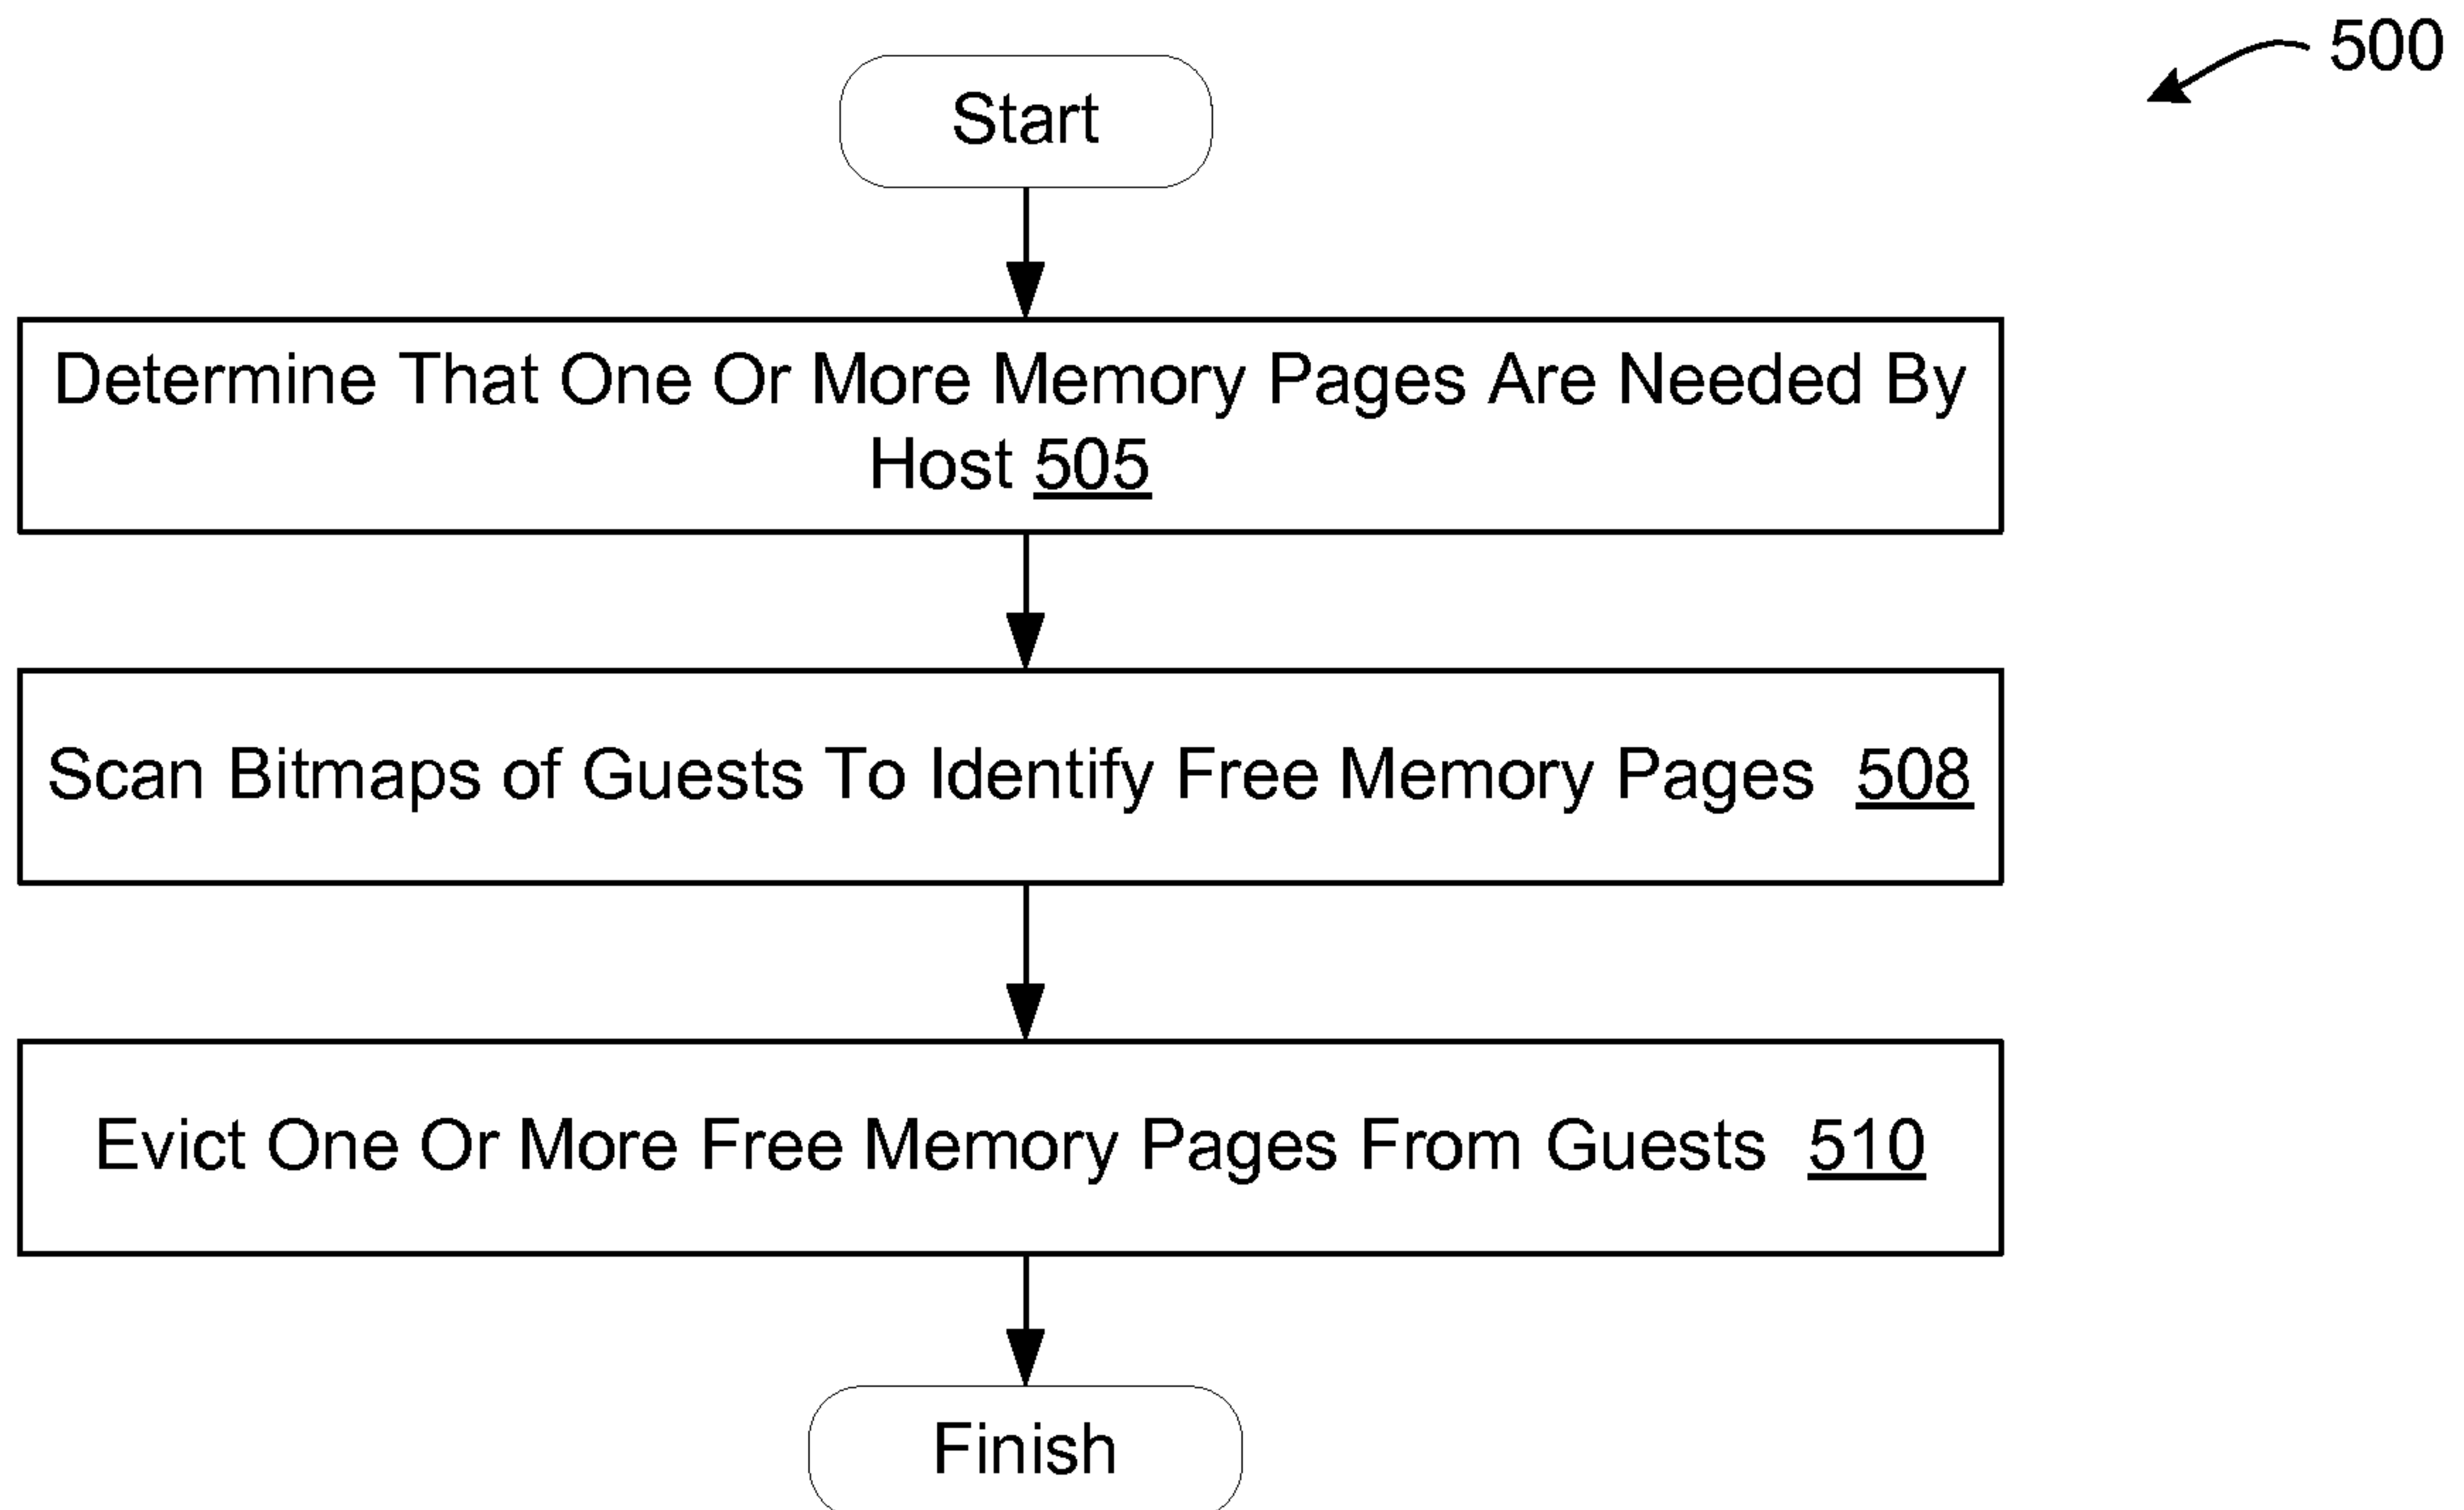 500
Start
Determine That One Or More Memory Pages Are Needed By
Host 505
Scan Bitmaps of Guests To Identify Free Memory Pages 508
Evict One Or More Free Memory Pages From Guests 510
Finish